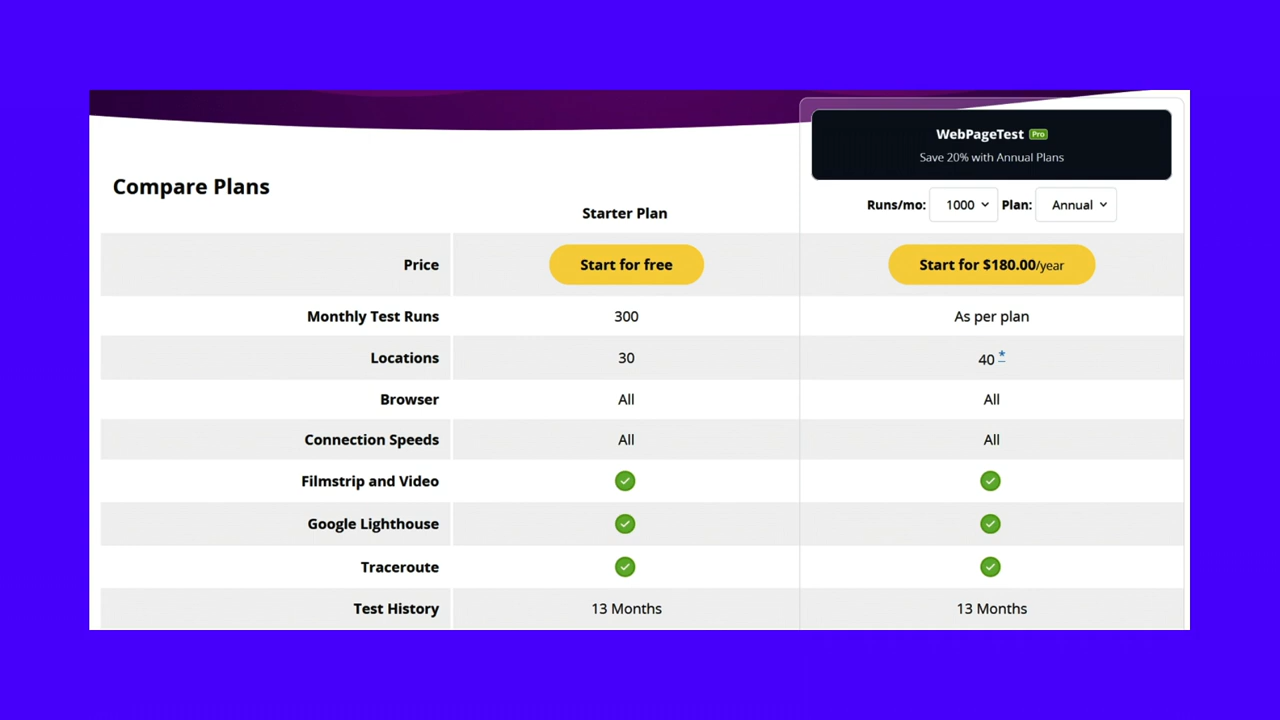 WebPageTest Pro
Save 20% with Annual Plans
Compare Plans
Runs/mo: 1000 Plan: Annual
Starter Plan
Price Start for free Start for $180.00/year
Monthly Test Runs 300 As per plan
Locations 30 40 *
Browser All All
Connection Speeds All All
Filmstrip and Video
Google Lighthouse
Traceroute
Test History 13 Months 13 Months